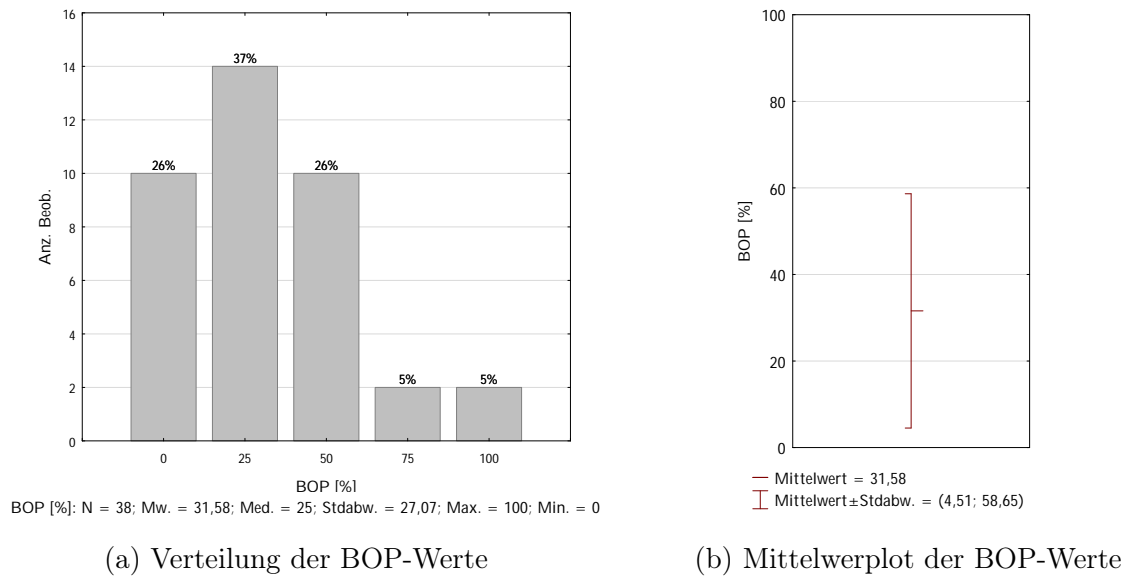 16
14
12
10
8
6
4
2
0
Anz. Beob.
26%
37%
26%
5%
5%
0 25 50 75 100
BOP [%]
BOP [%]: N = 38; Mw. = 31,58; Med. = 25; Stdabw. = 27,07; Max. = 100; Min. = 0
(a) Verteilung der BOP-Werte
100
80
60
40
20
0
BOP [%]
Mittelwert = 31,58
Mittelwert±Stdabw. = (4,51; 58,65)
(b) Mittelwerplot der BOP-Werte